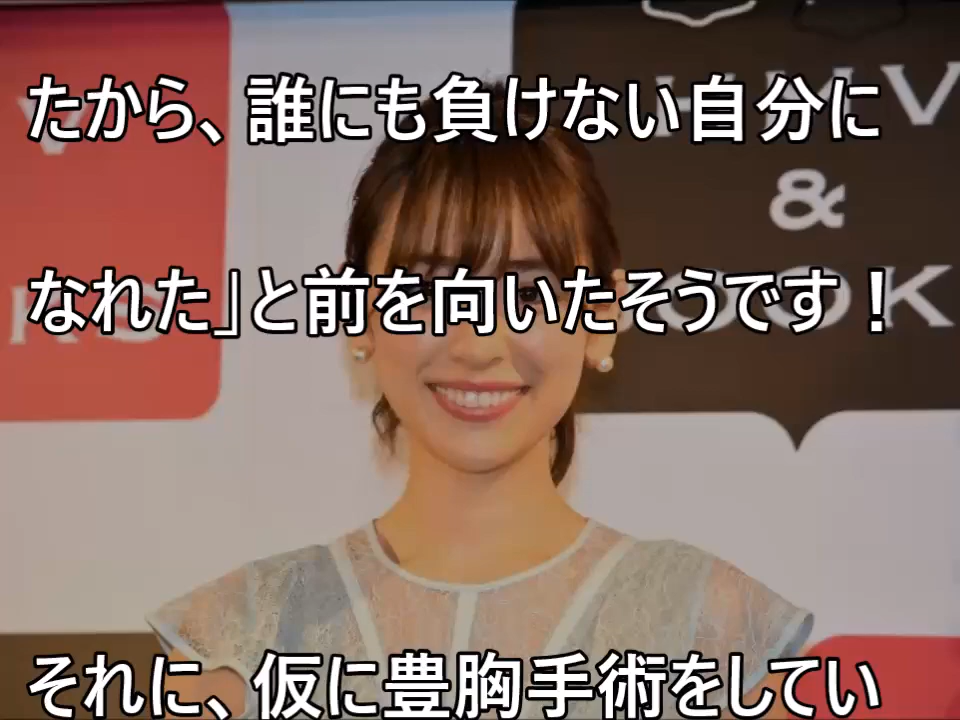 V
& 
たから、誰にも負けない自分に
なれた」と前を向いたそうです！
それに、仮に豊胸手術をしてい